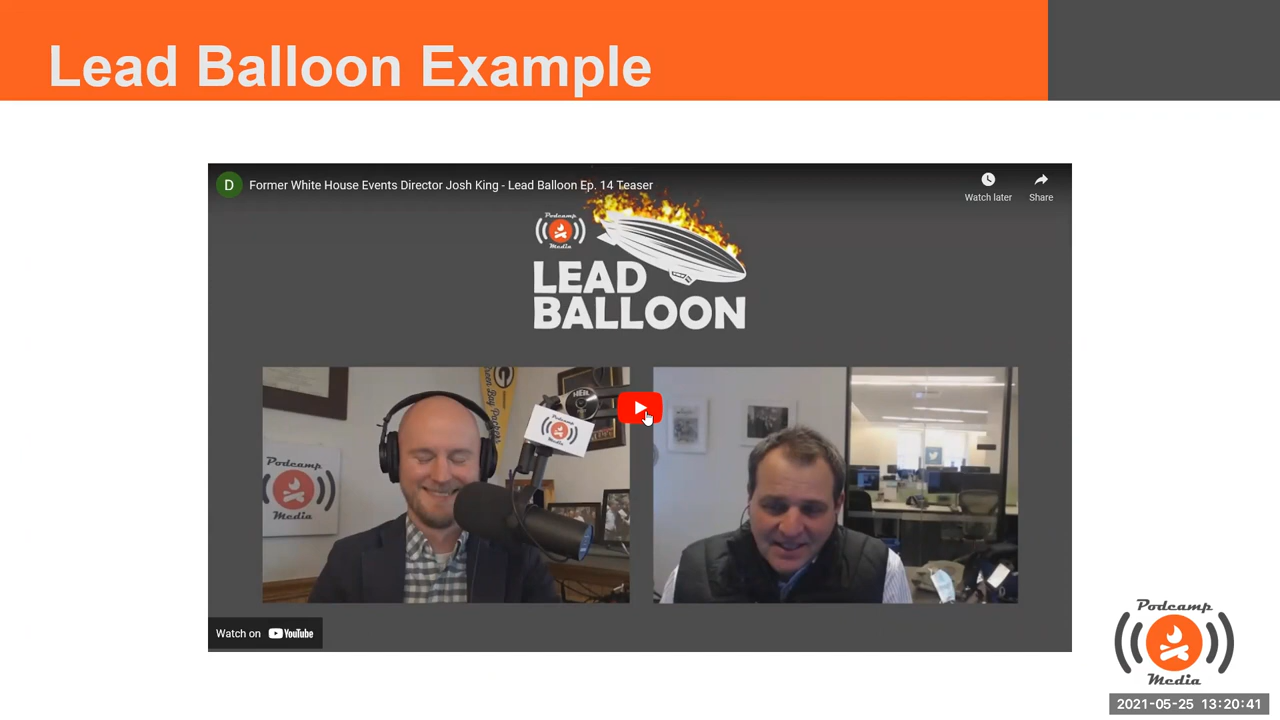 Lead Balloon Example
D
Former White House Events Director Josh King - Lead Balloon Ep. 14 Teaser
Watch later
Share
Podcamp
Media
LEAD
BALLOON
Podcamp
Media
Green Bay Packers
G
Podcamp
Media
Watch on YouTube
Podcamp
Media
2021-05-25 13:20:41